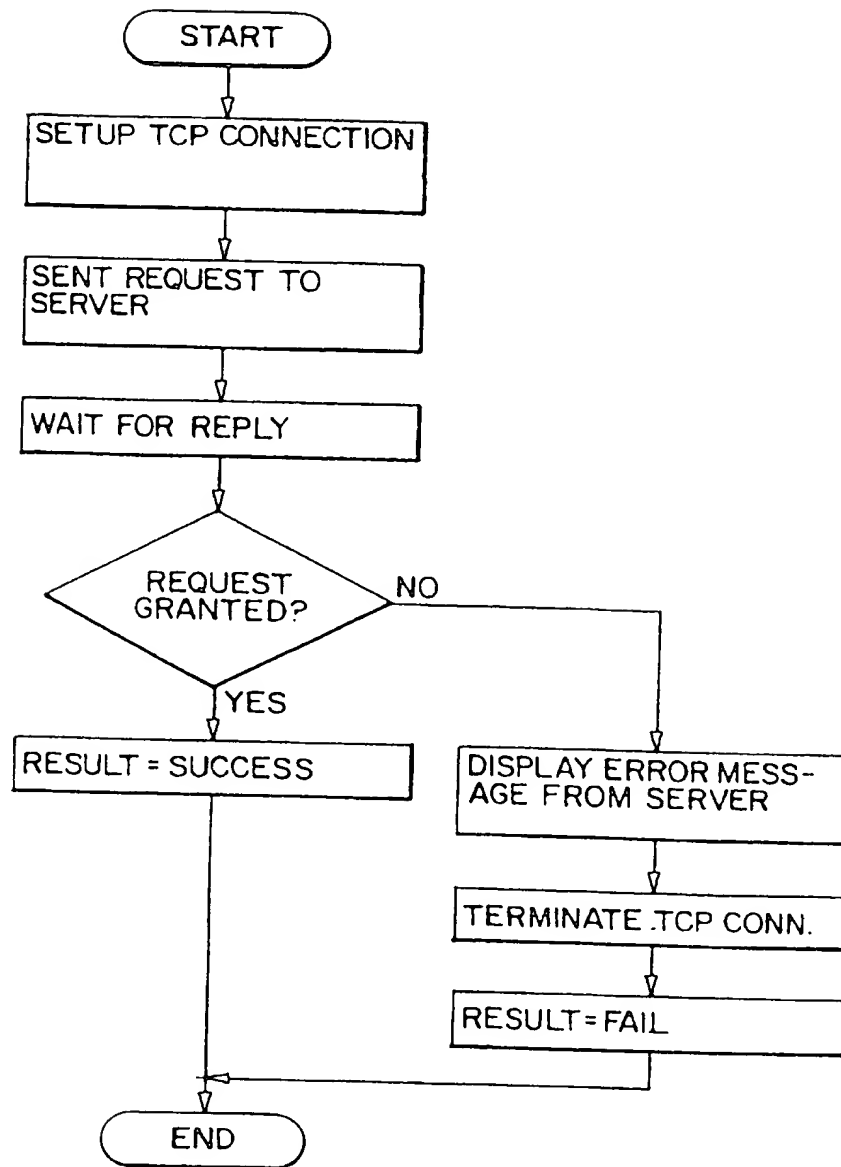 START
SETUP TCP CONNECTION
SENT REQUEST TO
SERVER
WAIT FOR REPLY
REQUEST
GRANTED?
NO
YES
RESULT = SUCCESS
DISPLAY ERROR MESS-
AGE FROM SERVER
TERMINATE .TCP CONN.
RESULT = FAIL
END